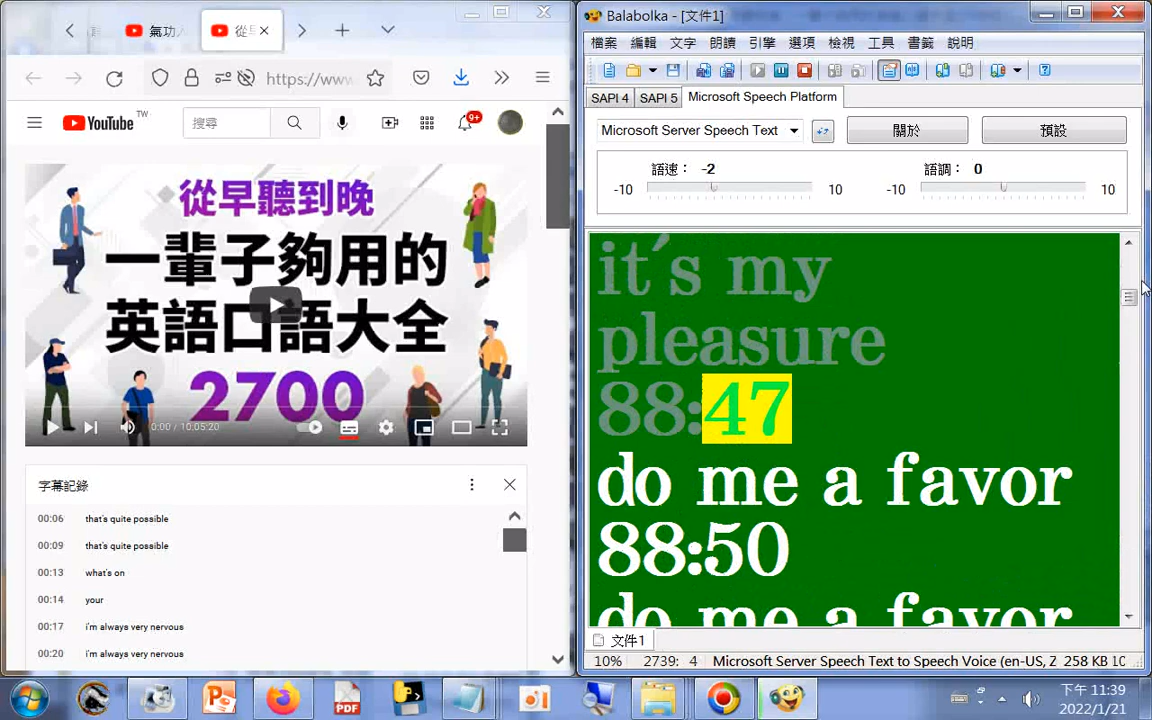 氣功
從
https://www
YouTube TW
搜尋
9+
從早聽到晚
一輩子夠用的
英語口語大全
2700
0:00 / 10:05:20
字幕記錄
00:06 that's quite possible
00:09 that's quite possible
00:13 what's on
00:14 your
00:17 i'm always very nervous
00:20 i'm always very nervous
Balabolka - [文件1]
檔案 編輯 文字 朗讀 引擎 選項 檢視 工具 書籤 說明
SAPI 4 SAPI 5 Microsoft Speech Platform
Microsoft Server Speech Text 關於 預設
語速： -2 語調： 0
-10 10 -10 10
it's my
pleasure
88:47
do me a favor
88:50
do me a favor
文件1
10% 2739: 4 Microsoft Server Speech Text to Speech Voice (en-US, Z 258 KB 10
下午 11:39
2022/1/21